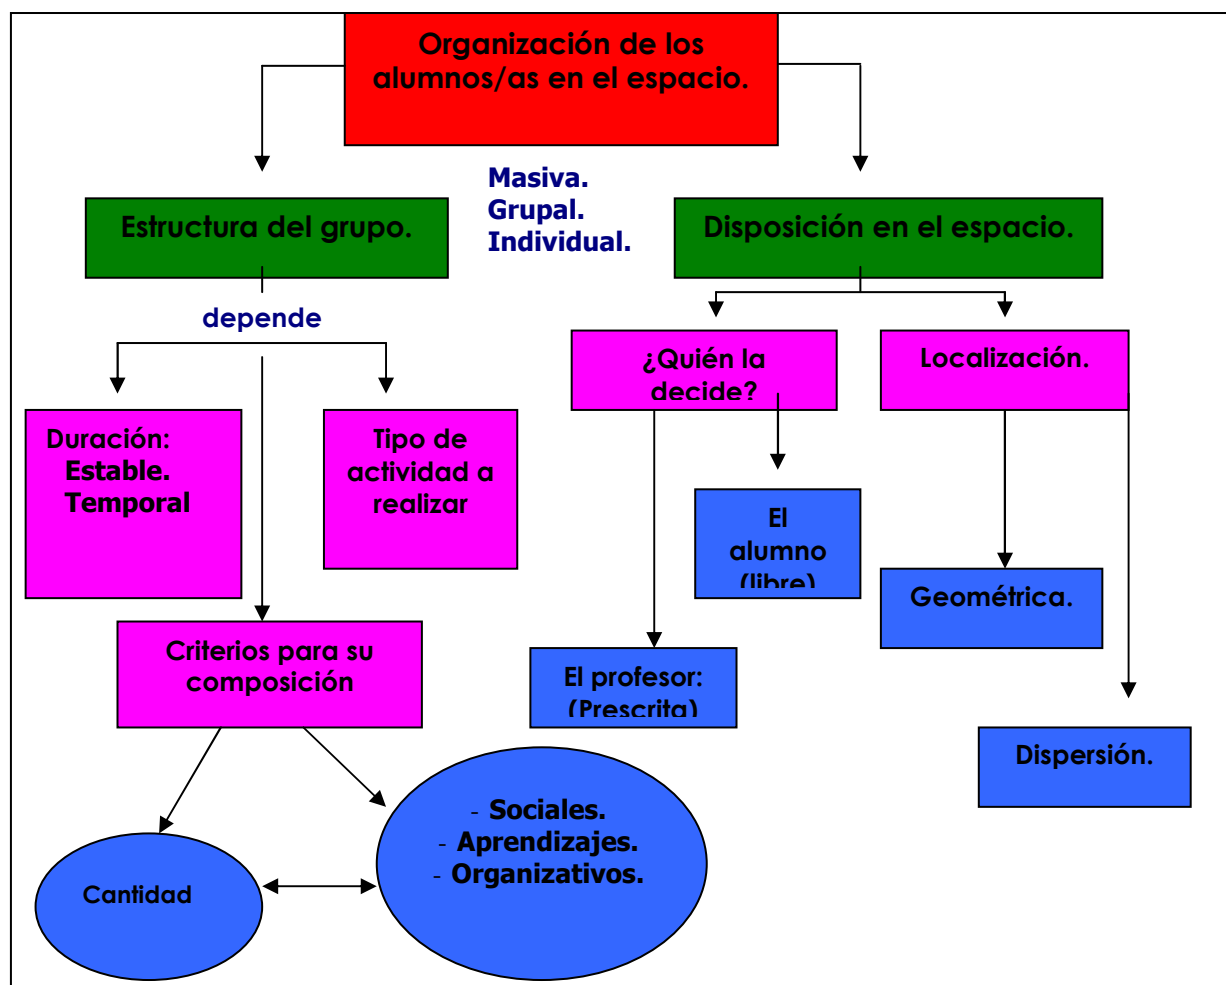 Organización de los
alumnos/as en el espacio.
Masiva.
Grupal.
Individual.
Estructura del grupo.
Disposición en el espacio.
depende
¿Quién la
decide?
Localización.
Duración:
Estable.
Temporal
Tipo de
actividad a
realizar
El
alumno
(libre)
Geométrica.
Criterios para su
composición
El profesor:
(Prescrita)
Dispersión.
- Sociales.
- Aprendizajes.
- Organizativos.
Cantidad